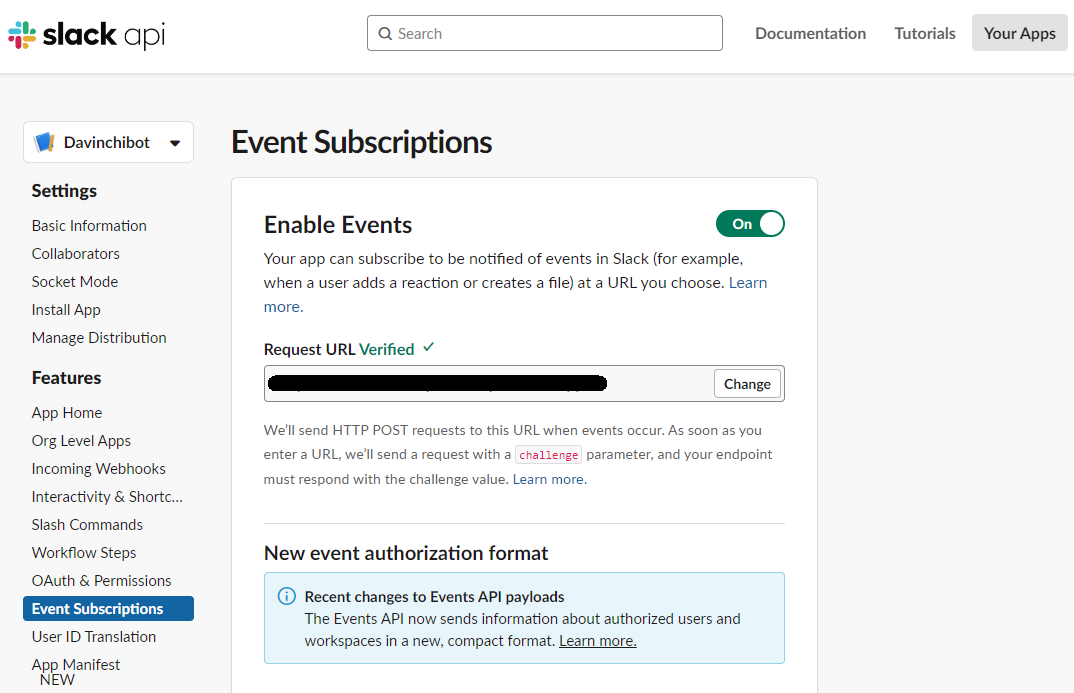 slack api
Search
Documentation
Tutorials
Your Apps
Davinchibot
Settings
Basic Information
Collaborators
Socket Mode
Install App
Manage Distribution
Features
App Home
Org Level Apps
Incoming Webhooks
Interactivity & Shortc...
Slash Commands
Workflow Steps
OAuth & Permissions
Event Subscriptions
User ID Translation
App Manifest
NEW
Event Subscriptions
Enable Events
On
Your app can subscribe to be notified of events in Slack (for example,
when a user adds a reaction or creates a file) at a URL you choose. Learn
more.
Request URL Verified ✓
Change
We'll send HTTP POST requests to this URL when events occur. As soon as you
enter a URL, we'll send a request with a challenge parameter, and your endpoint
must respond with the challenge value. Learn more.
New event authorization format
Recent changes to Events API payloads
The Events API now sends information about authorized users and
workspaces in a new, compact format. Learn more.